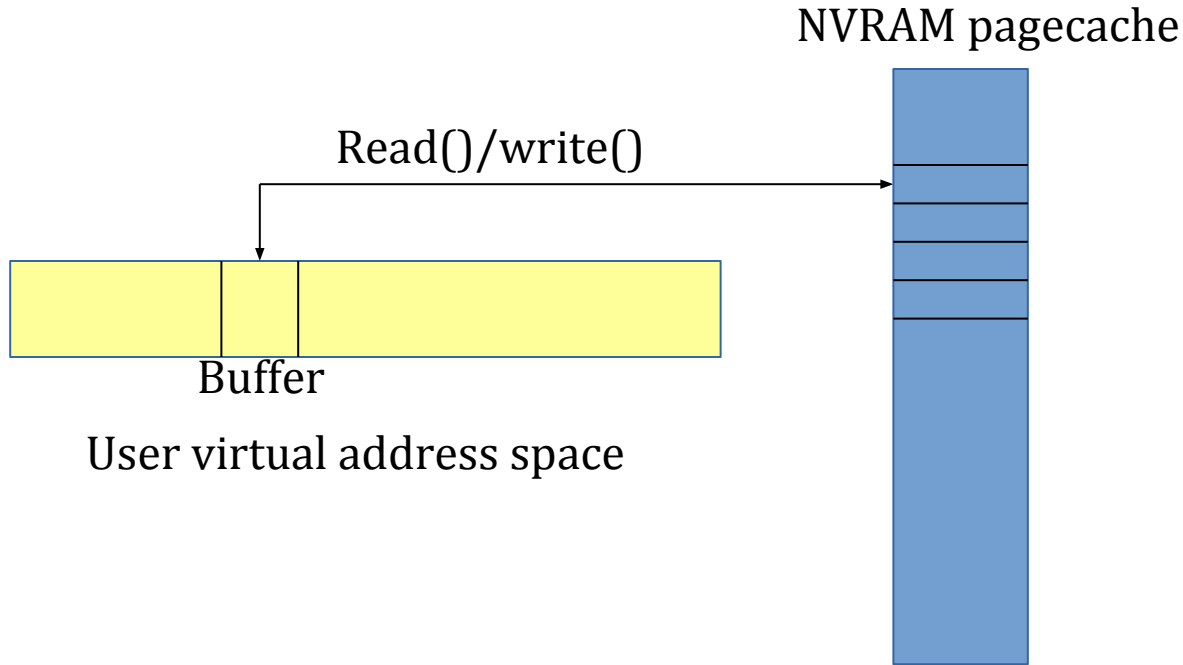 NVRAM pagecache
Read()/write()
Buffer
User virtual address space